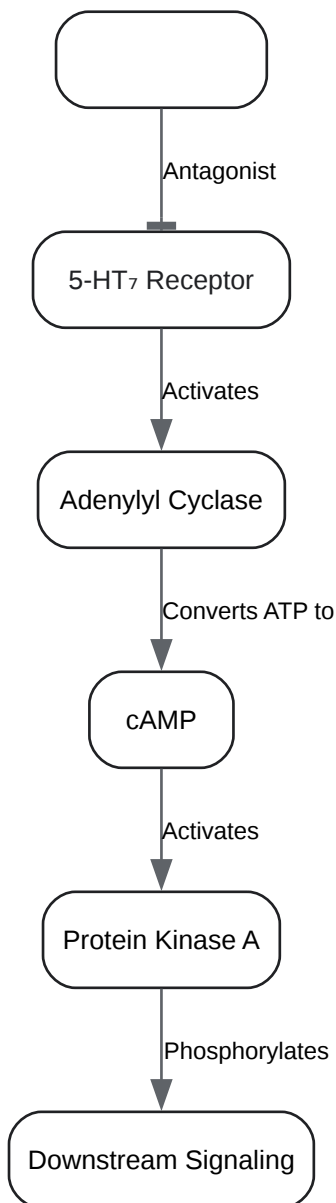 Antagonist
5-HT₇ Receptor
Activates
Adenylyl Cyclase
Converts ATP to
cAMP
Activates
Protein Kinase A
Phosphorylates
Downstream Signaling